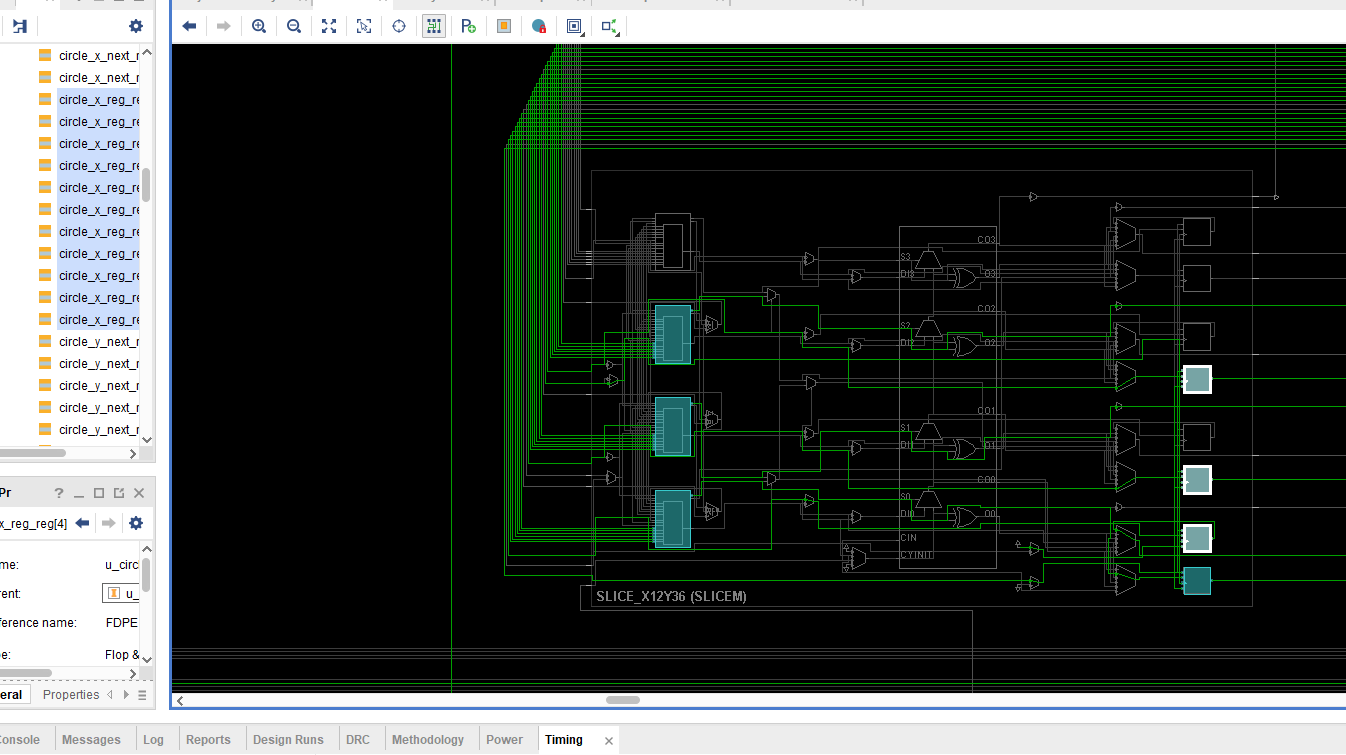 circle_x_next_r
circle_x_next_r
circle_x_reg_re
circle_x_reg_re
circle_x_reg_re
circle_x_reg_re
circle_x_reg_re
circle_x_reg_re
circle_x_reg_re
circle_x_reg_re
circle_x_reg_re
circle_x_reg_re
circle_x_reg_re
circle_y_next_r
circle_y_next_r
circle_y_next_r
circle_y_next_r
circle_y_next_r
Pr ?
x_reg_reg[4]
me: u_circ
rent: u_
ference name: FDPE
pe: Flop &
eral Properties
CO3
S3
DI3 O3
CO2
S2
DI2 O2
CO1
S1
DI1 O1
CO0
S0
DI0 O0
CIN
CYINIT
SLICE_X12Y36 (SLICEM)
onsole Messages Log Reports Design Runs DRC Methodology Power Timing